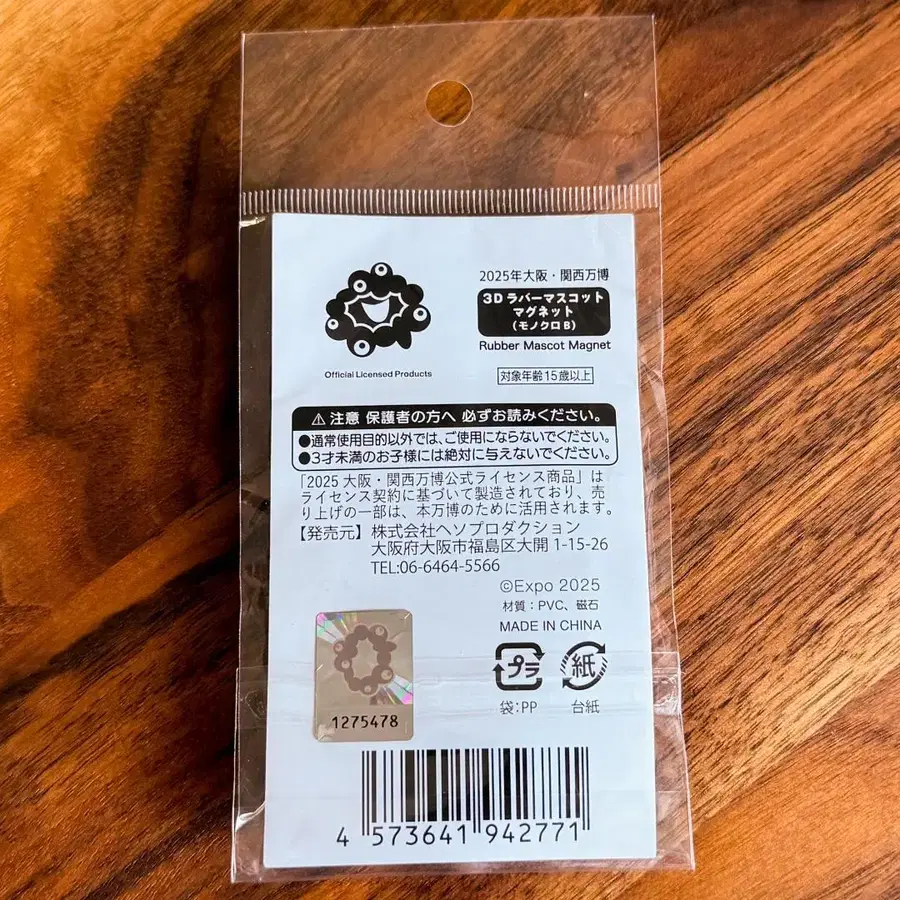 2025年大阪・関西万博
3Dラバーマスコット
マグネット
(モノクロB)
Rubber Mascot Magnet
Official Licensed Products
対象年齢15歳以上
⚠注意 保護者の方へ 必ずお読みください。
●通常使用目的以外では、ご使用にならないでください。
●3才未満のお子様には絶対に与えないでください。
「2025 大阪・関西万博公式ライセンス商品」は
ライセンス契約に基づいて製造されており、売
り上げの一部は、本万博のために活用されます。
【発売元】株式会社ヘソプロダクション
大阪府大阪市福島区大開 1-15-26
TEL:06-6464-5566
©Expo 2025
材質：PVC、磁石
MADE IN CHINA
プラ
紙
袋:PP
台紙
1275478
4 573641 942771